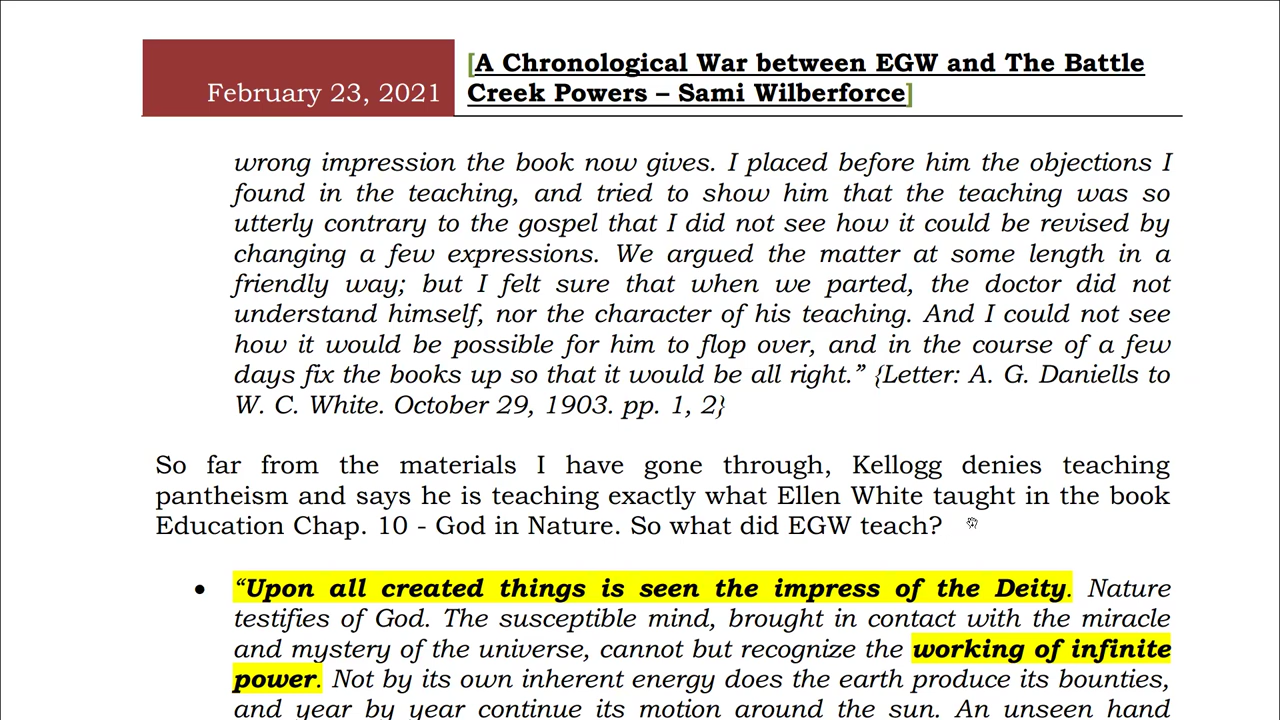 February 23, 2021
[A Chronological War between EGW and The Battle
Creek Powers – Sami Wilberforce]
wrong impression the book now gives. I placed before him the objections I
found in the teaching, and tried to show him that the teaching was so
utterly contrary to the gospel that I did not see how it could be revised by
changing a few expressions. We argued the matter at some length in a
friendly way; but I felt sure that when we parted, the doctor did not
understand himself, nor the character of his teaching. And I could not see
how it would be possible for him to flop over, and in the course of a few
days fix the books up so that it would be all right.” {Letter: A. G. Daniells to
W. C. White. October 29, 1903. pp. 1, 2}
So far from the materials I have gone through, Kellogg denies teaching
pantheism and says he is teaching exactly what Ellen White taught in the book
Education Chap. 10 - God in Nature. So what did EGW teach?
• “Upon all created things is seen the impress of the Deity. Nature
testifies of God. The susceptible mind, brought in contact with the miracle
and mystery of the universe, cannot but recognize the working of infinite
power. Not by its own inherent energy does the earth produce its bounties,
and year by year continue its motion around the sun. An unseen hand